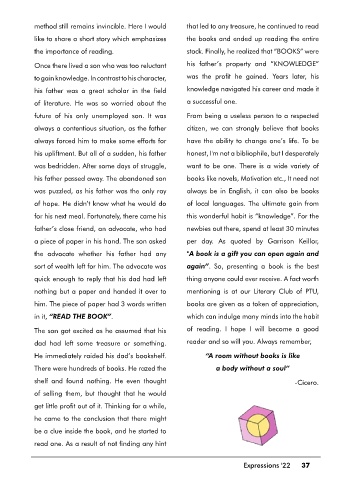 method still remains invincible. Here I would
like to share a short story which emphasizes
the importance of reading.
Once there lived a son who was too reluctant
to gain knowledge. In contrast to his character,
his father was a great scholar in the field
of literature. He was so worried about the
future of his only unemployed son. It was
always a contentious situation, as the father
always forced him to make some efforts for
his upliftment. But all of a sudden, his father
was bedridden. After some days of struggle,
his father passed away. The abandoned son
was puzzled, as his father was the only ray
of hope. He didn't know what he would do
for his next meal. Fortunately, there came his
father's close friend, an advocate, who had
a piece of paper in his hand. The son asked
the advocate whether his father had any
sort of wealth left for him. The advocate was
quick enough to reply that his dad had left
nothing but a paper and handed it over to
him. The piece of paper had 3 words written
in it, "READ THE BOOK".
The son got excited as he assumed that his
dad had left some treasure or something.
He immediately raided his dad's bookshelf.
There were hundreds of books. He razed the
shelf and found nothing. He even thought
of selling them, but thought that he would
get little profit out of it. Thinking for a while,
he came to the conclusion that there might
be a clue inside the book, and he started to
read one. As a result of not finding any hint
that led to any treasure, he continued to read
the books and ended up reading the entire
stack. Finally, he realized that "BOOKS" were
his father's property and "KNOWLEDGE"
was the profit he gained. Years later, his
knowledge navigated his career and made it
a successful one.
From being a useless person to a respected
citizen, we can strongly believe that books
have the ability to change one's life. To be
honest, I'm not a bibliophile, but I desperately
want to be one. There is a wide variety of
books like novels, Motivation etc., It need not
always be in English, it can also be books
of local languages. The ultimate gain from
this wonderful habit is "knowledge". For the
newbies out there, spend at least 30 minutes
per day. As quoted by Garrison Keillor,
"A book is a gift you can open again and
again". So, presenting a book is the best
thing anyone could ever receive. A fact worth
mentioning is at our Literary Club of PTU,
books are given as a token of appreciation,
which can indulge many minds into the habit
of reading. I hope I will become a good
reader and so will you. Always remember,
"A room without books is like
a body without a soul"
-Cicero.
Expressions '22 37